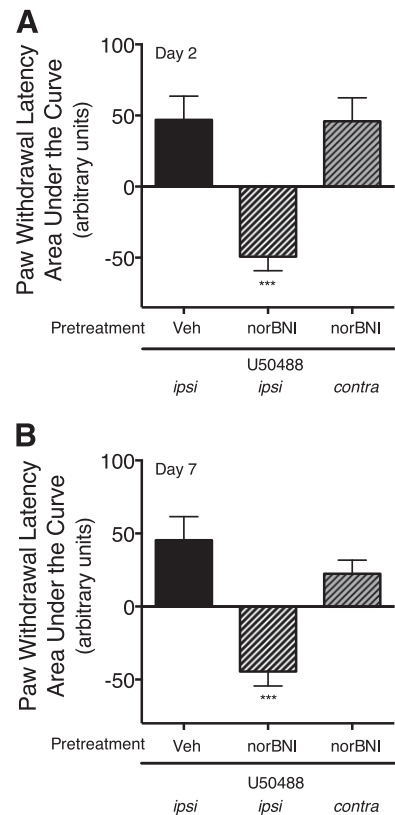 A
Paw Withdrawal Latency
Area Under the Curve
(arbitrary units)
100
50
0
-50
Day 2
***
Pretreatment Veh norBNI norBNI
U50488
ipsi ipsi contra
B
Paw Withdrawal Latency
Area Under the Curve
(arbitrary units)
100
50
0
-50
Day 7
***
Pretreatment Veh norBNI norBNI
U50488
ipsi ipsi contra